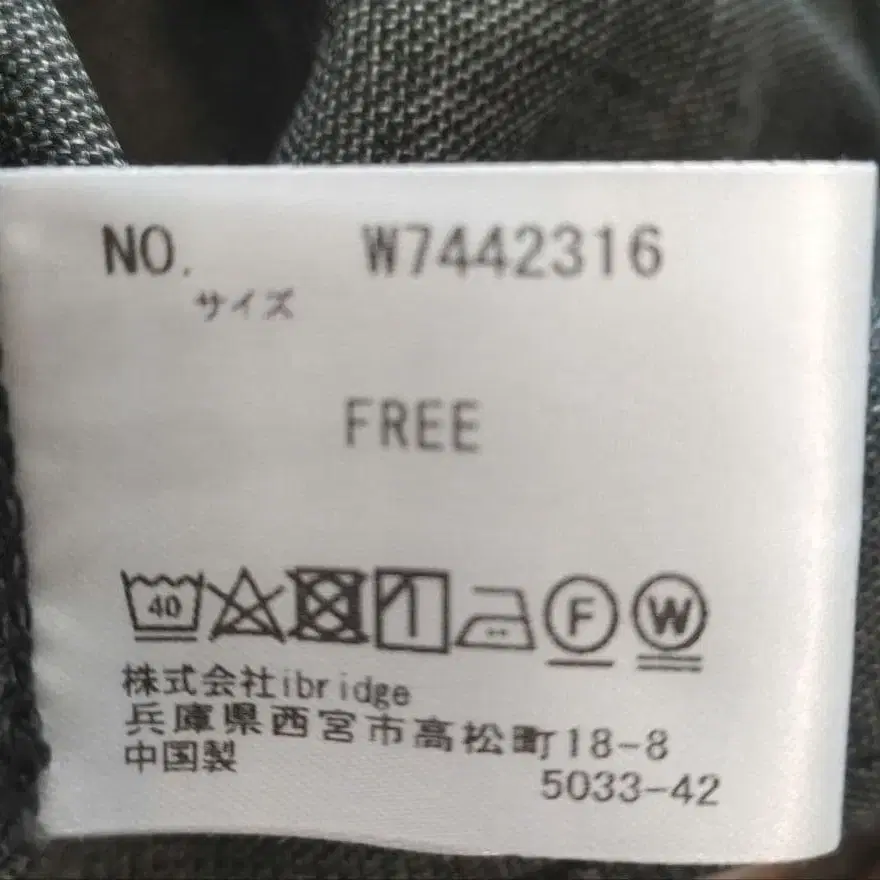 NO. W7442316
サイズ
FREE
40 F W
株式会社ibridge
兵庫県西宮市高松町18-8
中国製 5033-42